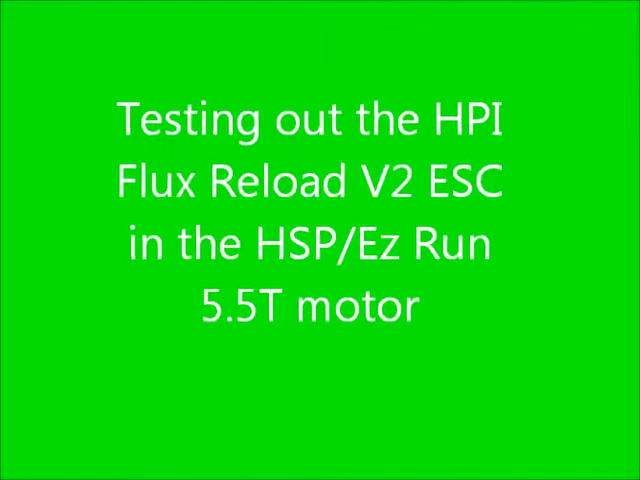 Testing out the HPI
Flux Reload V2 ESC
in the HSP/Ez Run
5.5T motor